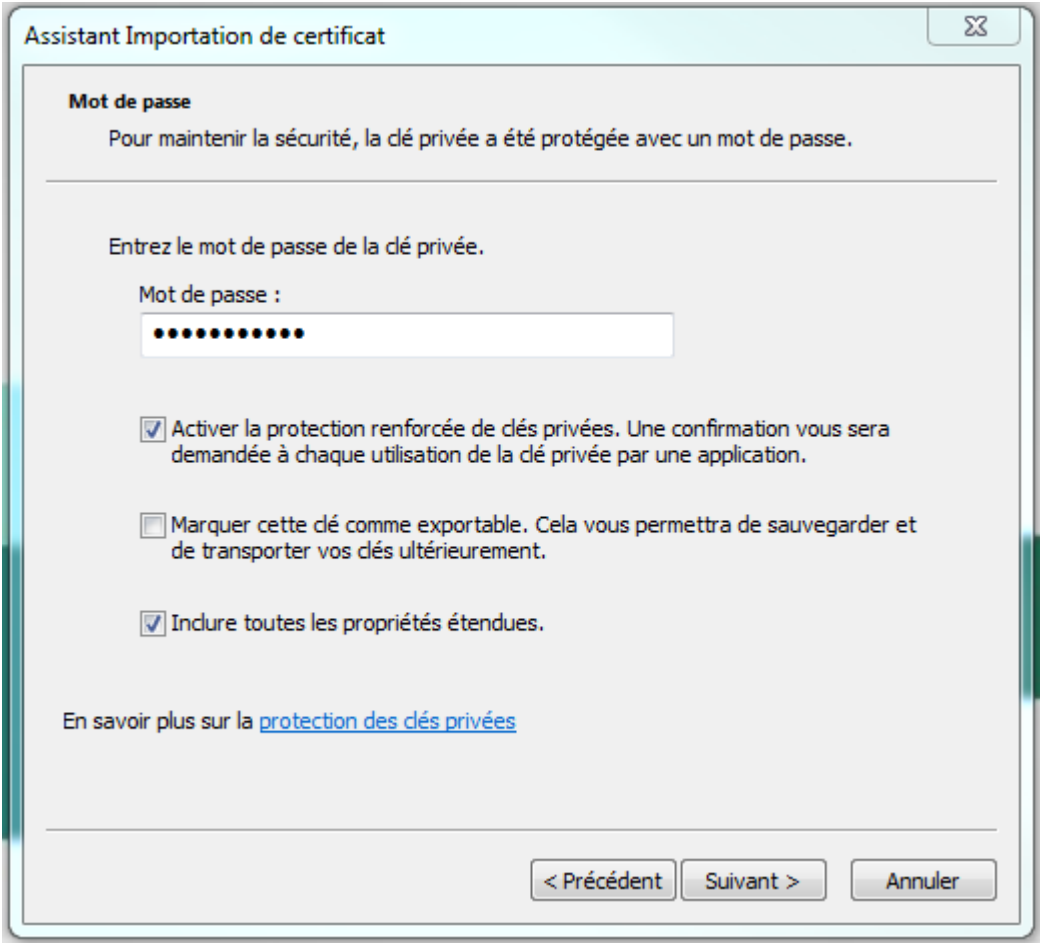 Assistant Importation de certificat
Mot de passe
Pour maintenir la sécurité, la clé privée a été protégée avec un mot de passe.
Entrez le mot de passe de la clé privée.
Mot de passe :
•••••••••••
Activer la protection renforcée de clés privées. Une confirmation vous sera
demandée à chaque utilisation de la clé privée par une application.
Marquer cette clé comme exportable. Cela vous permettra de sauvegarder et
de transporter vos clés ultérieurement.
Inclure toutes les propriétés étendues.
En savoir plus sur la protection des clés privées
< Précédent Suivant > Annuler